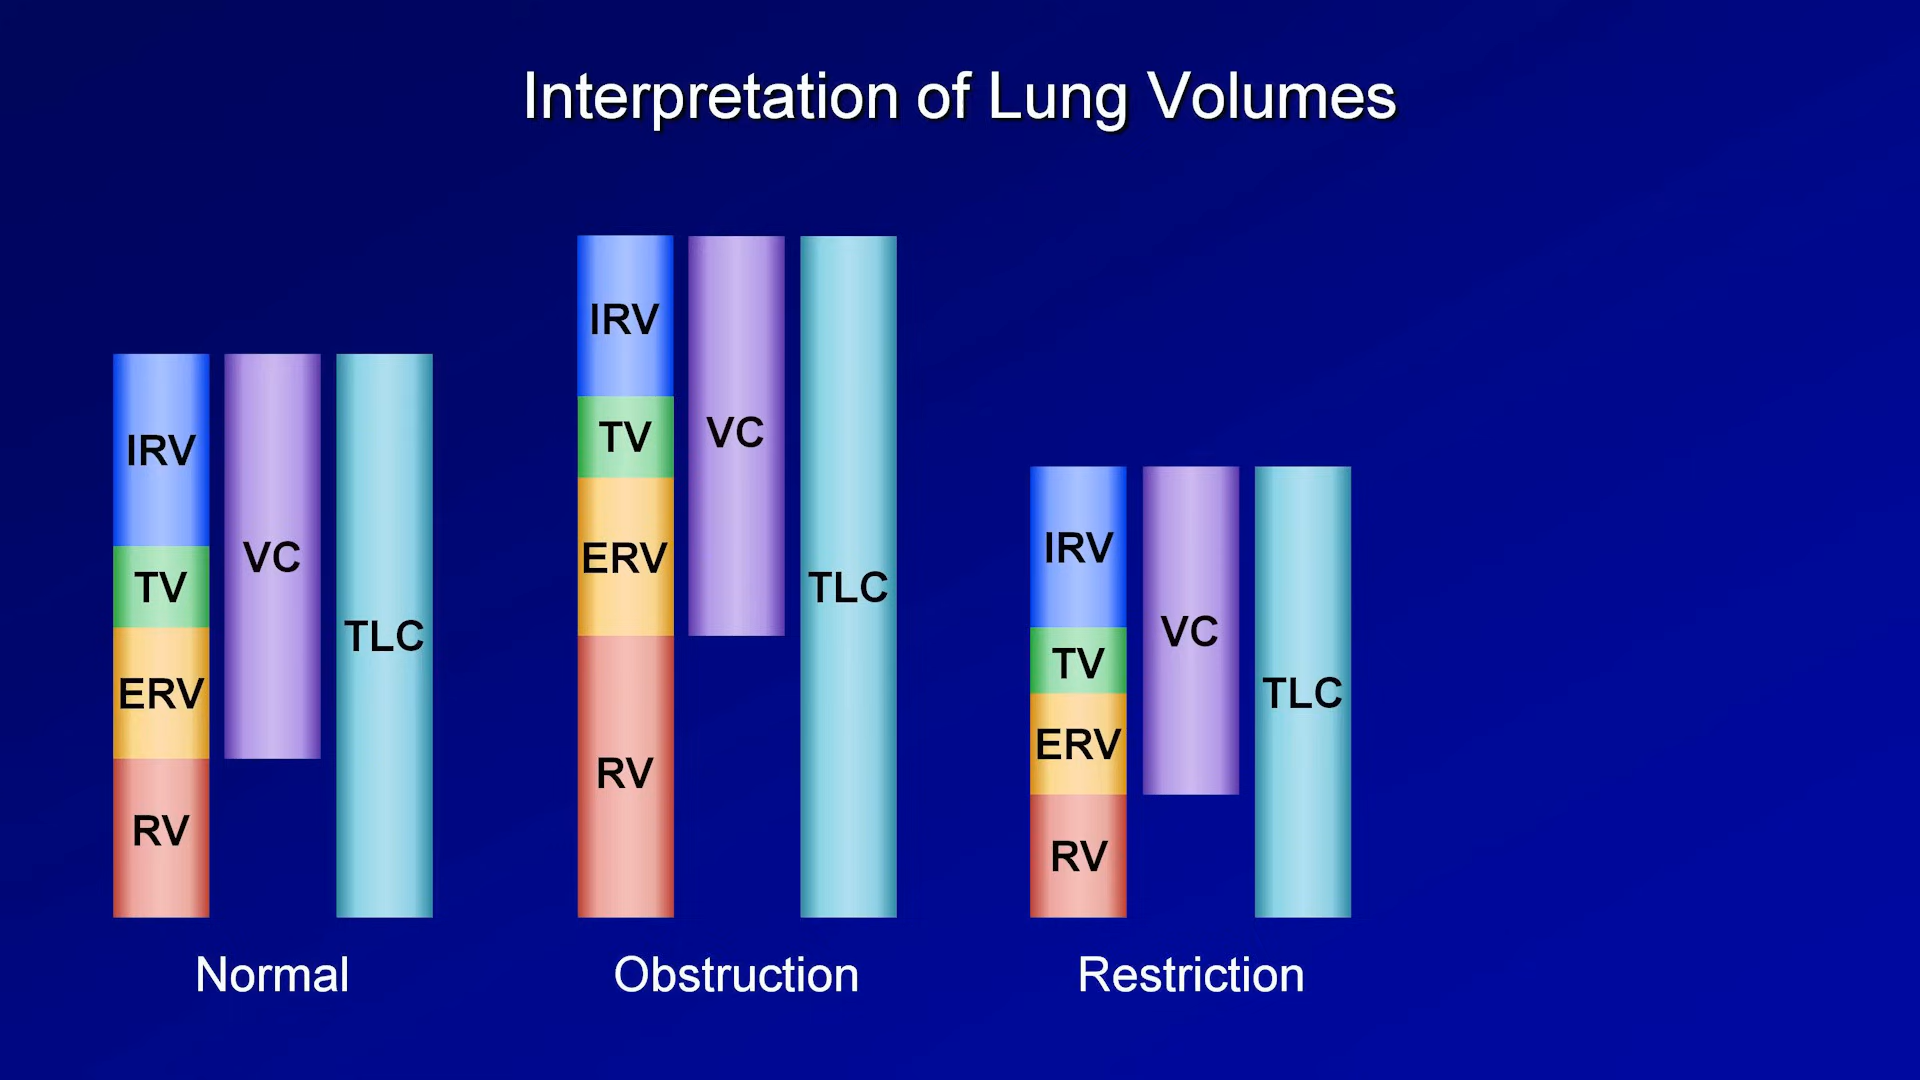 Interpretation of Lung Volumes
IRV
TV
ERV
RV
VC
TLC
Normal
IRV
TV
ERV
RV
VC
TLC
Obstruction
IRV
TV
ERV
RV
VC
TLC
Restriction